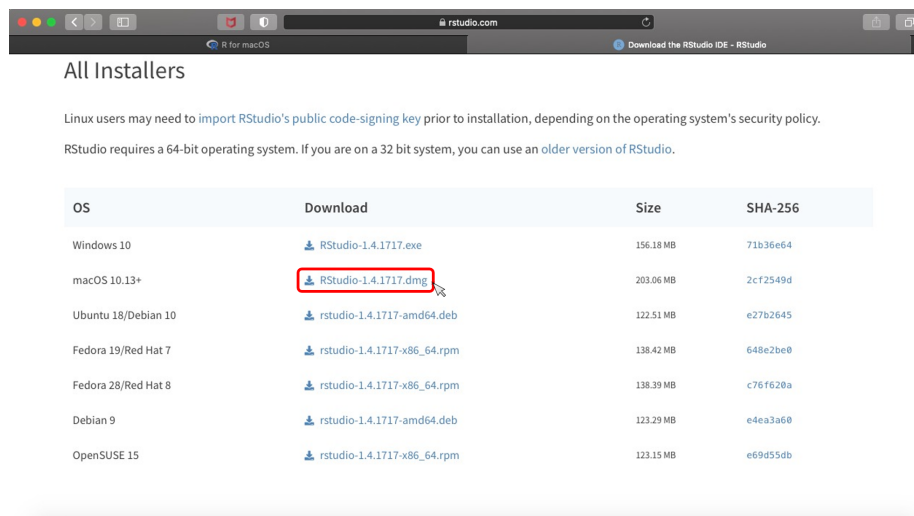 rstudio.com
R for macOS
Download the RStudio IDE - RStudio
All Installers
Linux users may need to import RStudio's public code-signing key prior to installation, depending on the operating system's security policy.
RStudio requires a 64-bit operating system. If you are on a 32 bit system, you can use an older version of RStudio.
OS Download Size SHA-256
Windows 10 RStudio-1.4.1717.exe 156.18 MB 71b36e64
macOS 10.13+ RStudio-1.4.1717.dmg 203.06 MB 2cf2549d
Ubuntu 18/Debian 10 rstudio-1.4.1717-amd64.deb 122.51 MB e27b2645
Fedora 19/Red Hat 7 rstudio-1.4.1717-x86_64.rpm 138.42 MB 648e2be0
Fedora 28/Red Hat 8 rstudio-1.4.1717-x86_64.rpm 138.39 MB c76f620a
Debian 9 rstudio-1.4.1717-amd64.deb 123.29 MB e4ea3a60
OpenSUSE 15 rstudio-1.4.1717-x86_64.rpm 123.15 MB e69d55db